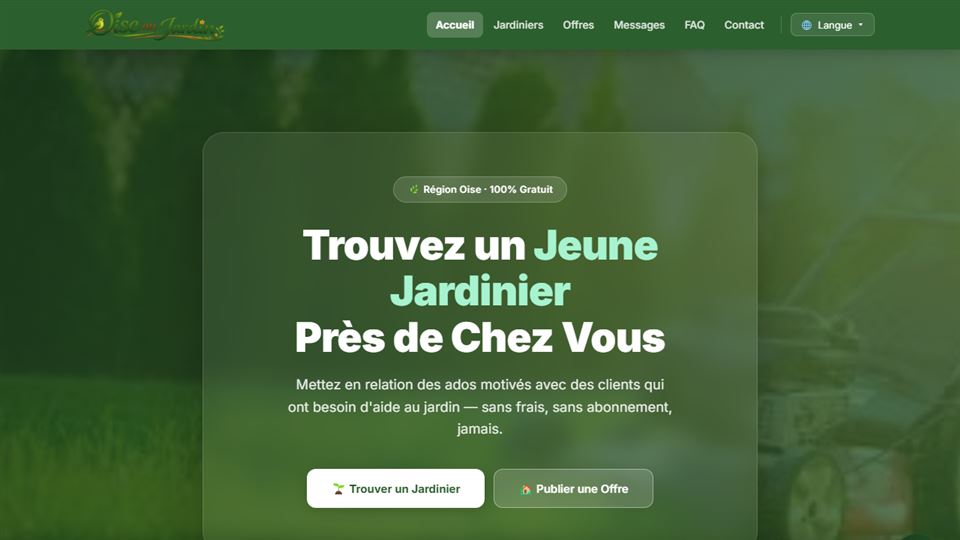 Oise au Jardin
Accueil
Jardiniers
Offres
Messages
FAQ
Contact
Langue
Région Oise · 100% Gratuit
Trouvez un Jeune
Jardinier
Près de Chez Vous
Mettez en relation des ados motivés avec des clients qui
ont besoin d'aide au jardin — sans frais, sans abonnement,
jamais.
Trouver un Jardinier
Publier une Offre